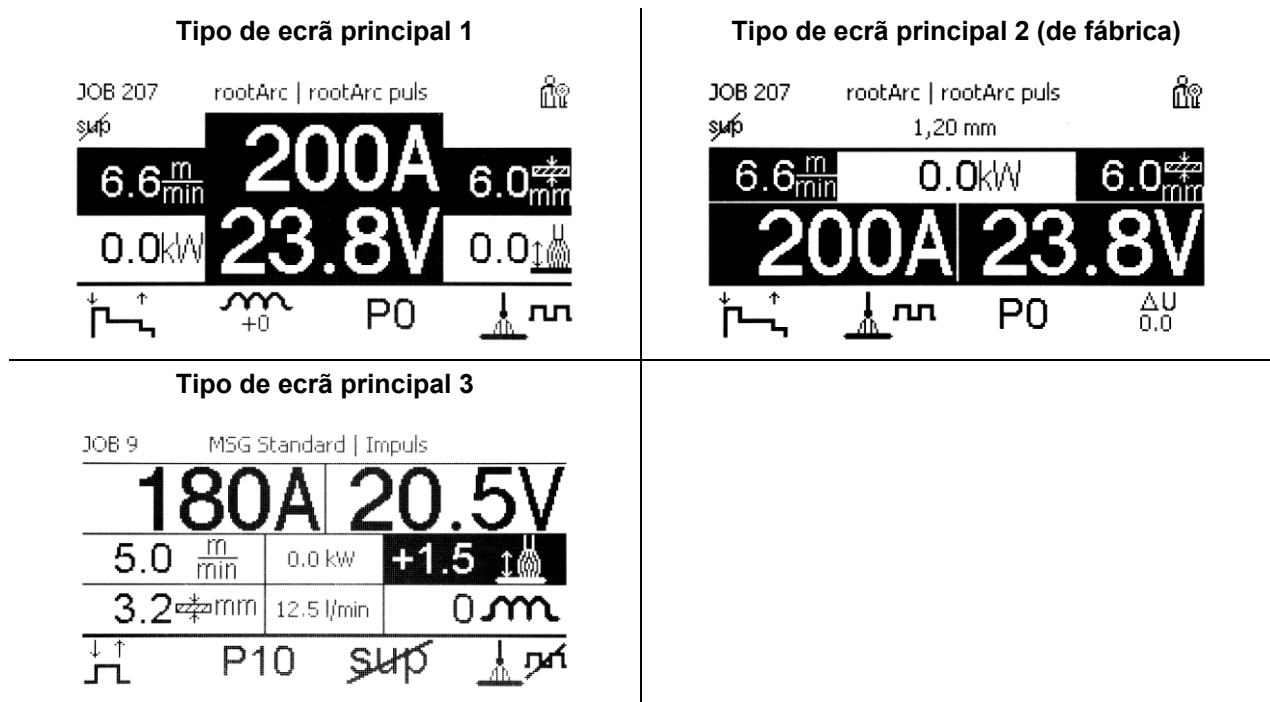 Tipo de ecrã principal 1
JOB 207 rootArc | rootArc puls
sup
200A
6.6 m/min 6.0 mm
0.0kW 23.8V 0.0
+0 P0
Tipo de ecrã principal 2 (de fábrica)
JOB 207 rootArc | rootArc puls
sup 1,20 mm
6.6 m/min 0.0kW 6.0 mm
200A 23.8V
P0 ΔU
0.0
Tipo de ecrã principal 3
JOB 9 MSG Standard | Impuls
180A 20.5V
5.0 m/min 0.0 kW +1.5
3.2 mm 12.5 l/min 0
P10 sup